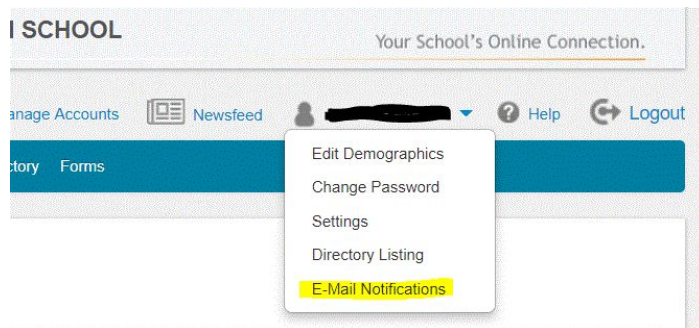 SCHOOL
Your School's Online Connection.
anage Accounts Newsfeed Help Logout
ctory Forms
Edit Demographics
Change Password
Settings
Directory Listing
E-Mail Notifications